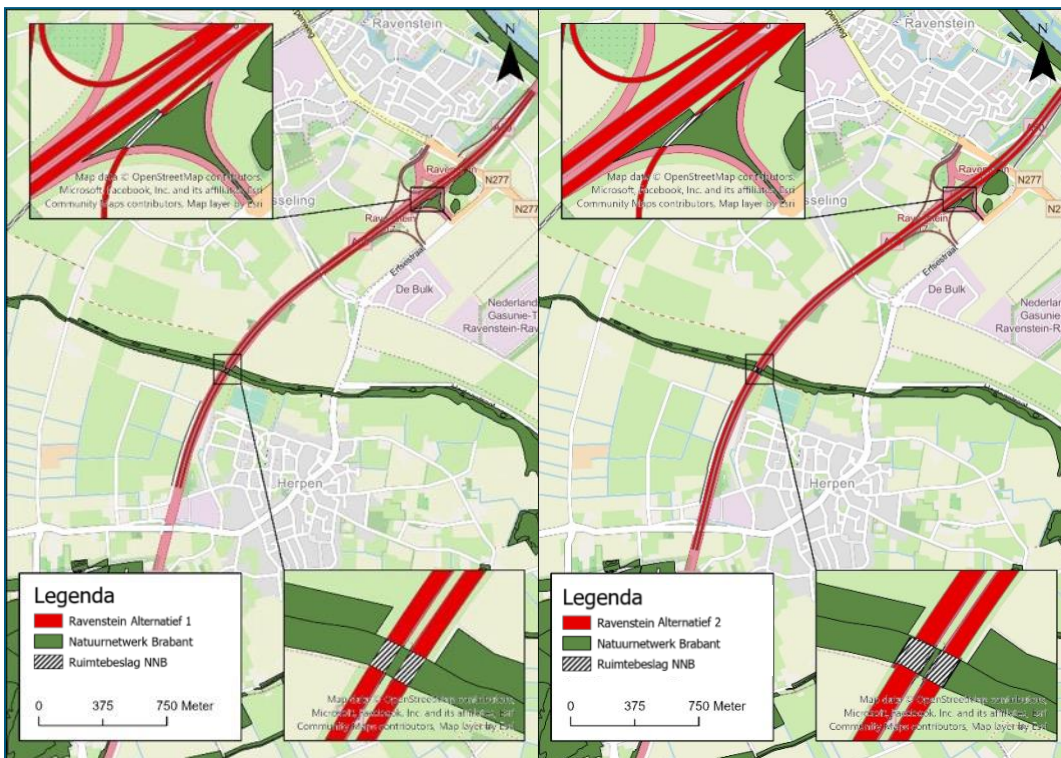 Ravenstein
N
Map data © OpenStreetMap contributors,
Microsoft, Facebook, Inc. and its affiliates, Esri
Community Maps contributors, Map layer by Esri
Ravenstein
N277
N27
Ravenstein
Erfsestraat
De Bulk
Nederland
Gasunie-T
Ravenstein-Ra
Herpen
Legenda
Ravenstein Alternatief 1
Natuurnetwerk Brabant
Ruimtebeslag NNB
0 375 750 Meter
Map data © OpenStreetMap contributors,
Microsoft, Facebook, Inc. and its affiliates, Esri
Community Maps contributors, Map layer by Esri
Ravenstein
N
Map data © OpenStreetMap contributors,
Microsoft, Facebook, Inc. and its affiliates, Esri
Community Maps contributors, Map layer by Esri
Ravenstein
N277
N27
Ravenstein
Erfsestraat
De Bulk
Nederland
Gasunie-T
Ravenstein-Ra
Herpen
Legenda
Ravenstein Alternatief 2
Natuurnetwerk Brabant
Ruimtebeslag NNB
0 375 750 Meter
Map data © OpenStreetMap contributors,
Microsoft, Facebook, Inc. and its affiliates, Esri
Community Maps contributors, Map layer by Esri